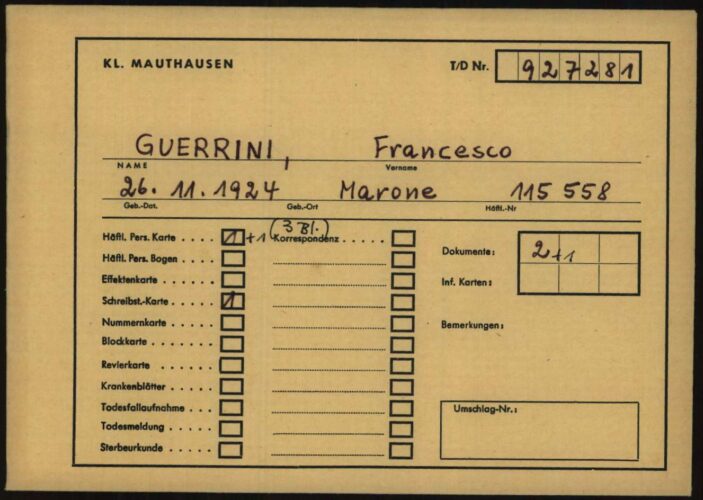 KL. MAUTHAUSEN T/D Nr. 927281
GUERRINI, Francesco
NAME Vorname
26. 11. 1924 Marone 115 558
Geb.-Dat. Geb.-Ort Häftl.-Nr
(3 Bl.)
Häftl. Pers. Karte . . . . 1 +1 Korrespondenz . . . . .
Häftl. Pers. Bogen . . . .
Effektenkarte . . . . . .
Schreibst.-Karte . . . . . 1
Nummernkarte . . . . .
Blockkarte . . . . . .
Revierkarte . . . . . .
Krankenblätter . . . . .
Todesfallaufnahme . . . .
Todesmeldung . . . . .
Sterbeurkunde . . . . .
Dokumente: 2 +1
Inf. Karten:
Bemerkungen:
Umschlag-Nr.: